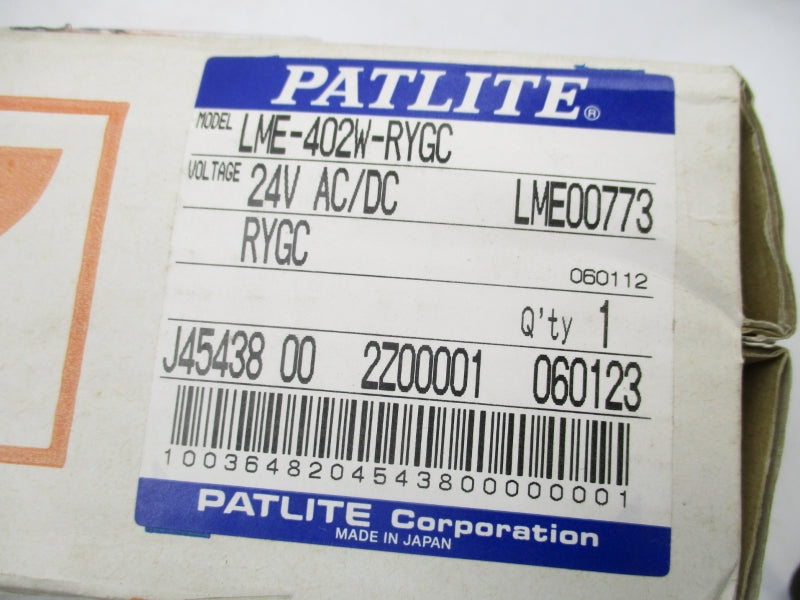 PATLITE®
MODEL LME-402W-RYGC
VOLTAGE 24V AC/DC LME00773
RYGC
060112
Q'ty 1
J45438 00 2Z00001 060123
1003648204543800000001
PATLITE Corporation
MADE IN JAPAN